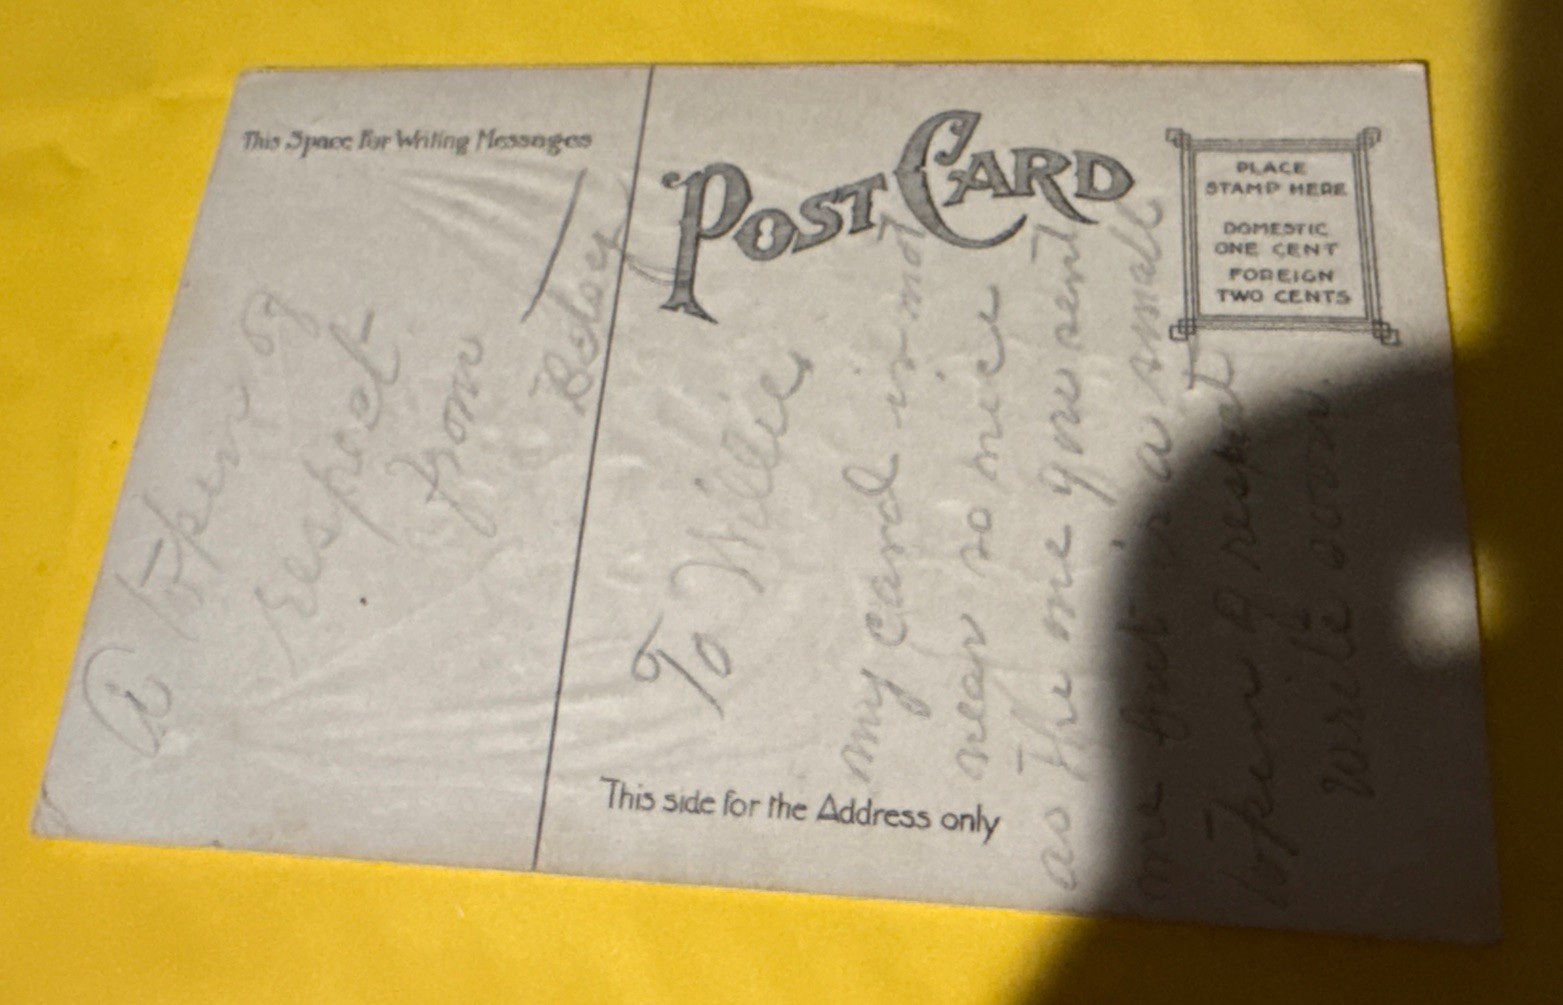 This Space For Writing Messages
POST CARD
PLACE
STAMP HERE
DOMESTIC
ONE CENT
FOREIGN
TWO CENTS
This side for the Address only
A token of
respect
from
To Willie
my card is not
near so nice
as the one you sent
me but is a small
token of respect
write soon.